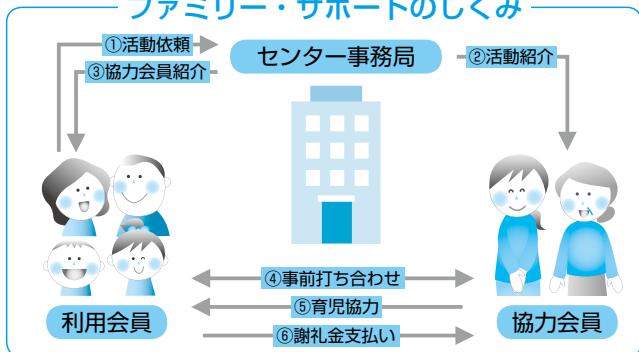 ファミリー・サポートのしくみ
①活動依頼
センター事務局
②活動紹介
③協力会員紹介
④事前打ち合わせ
⑤育児協力
利用会員
協力会員
⑥謝礼金支払い